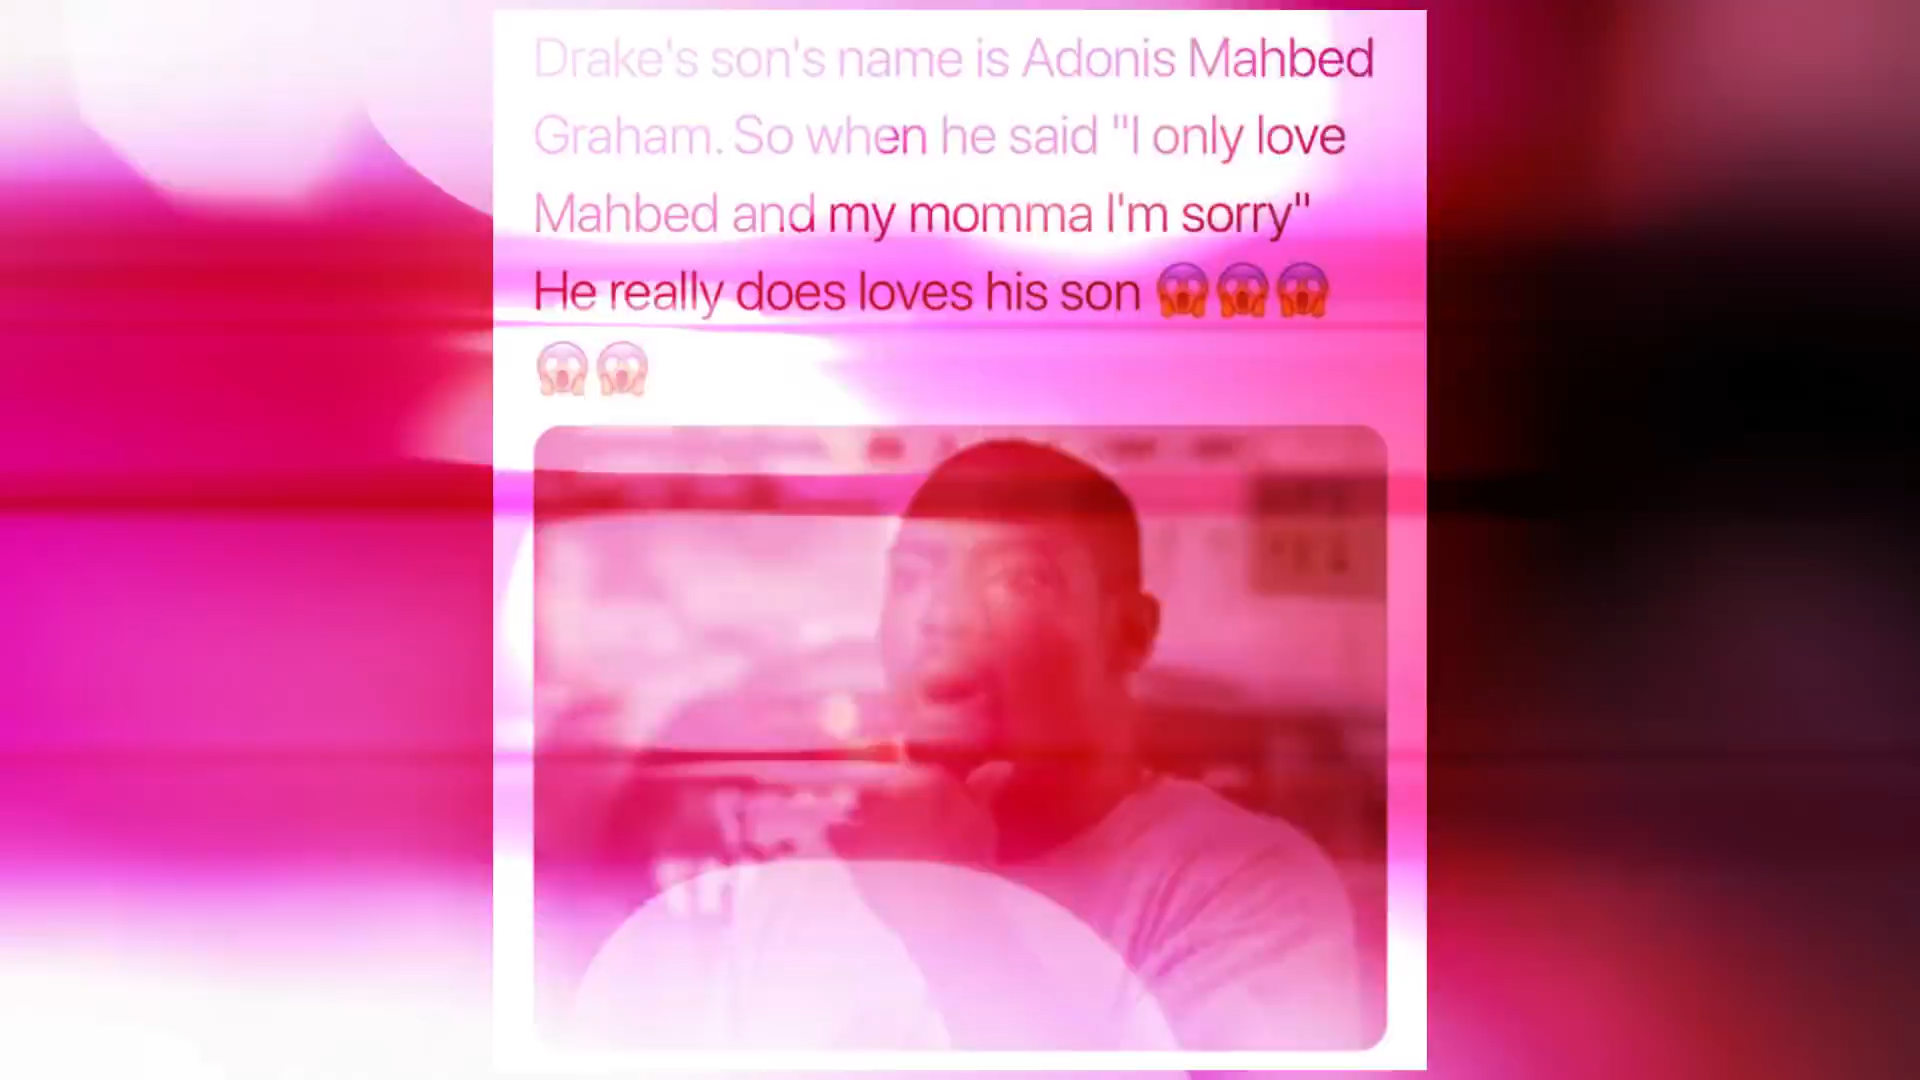 Drake's son's name is Adonis Mahbed
Graham. So when he said "I only love
Mahbed and my momma I'm sorry"
He really does loves his son 😱😱😱
😱😱